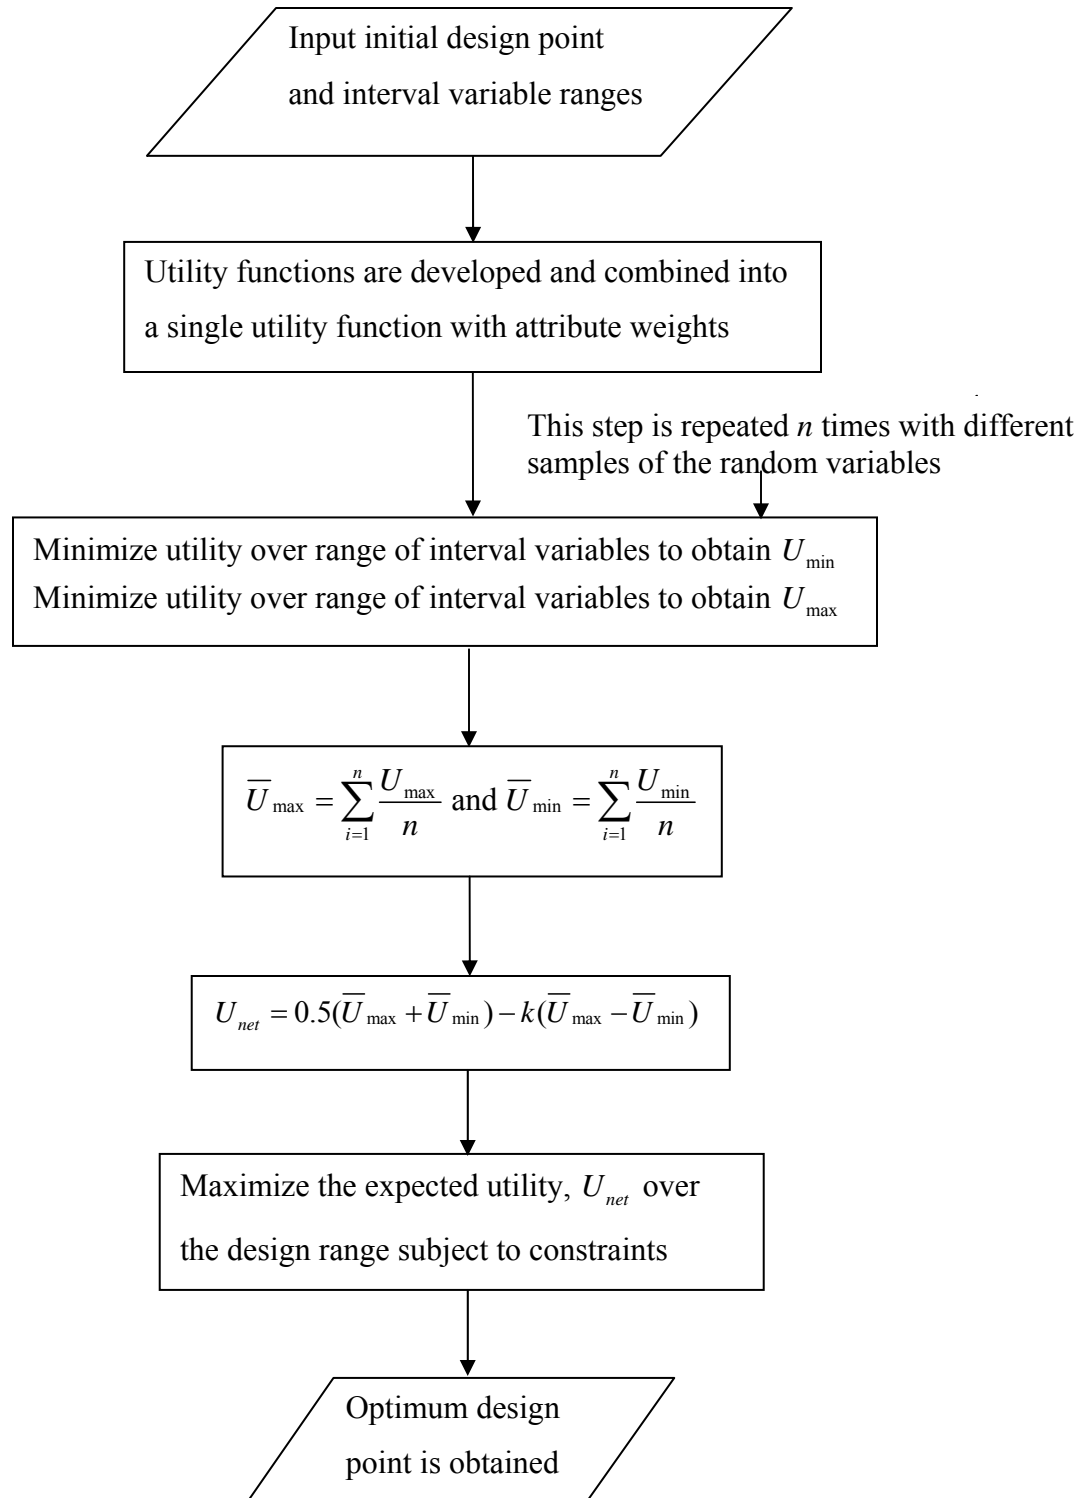 Input initial design point
and interval variable ranges
Utility functions are developed and combined into
a single utility function with attribute weights
This step is repeated n times with different
samples of the random variables
Minimize utility over range of interval variables to obtain U_min
Minimize utility over range of interval variables to obtain U_max
Ū_max = ∑_{i=1}^{n} U_max/n and Ū_min = ∑_{i=1}^{n} U_min/n
U_net = 0.5(Ū_max + Ū_min) − k(Ū_max − Ū_min)
Maximize the expected utility, U_net over
the design range subject to constraints
Optimum design
point is obtained